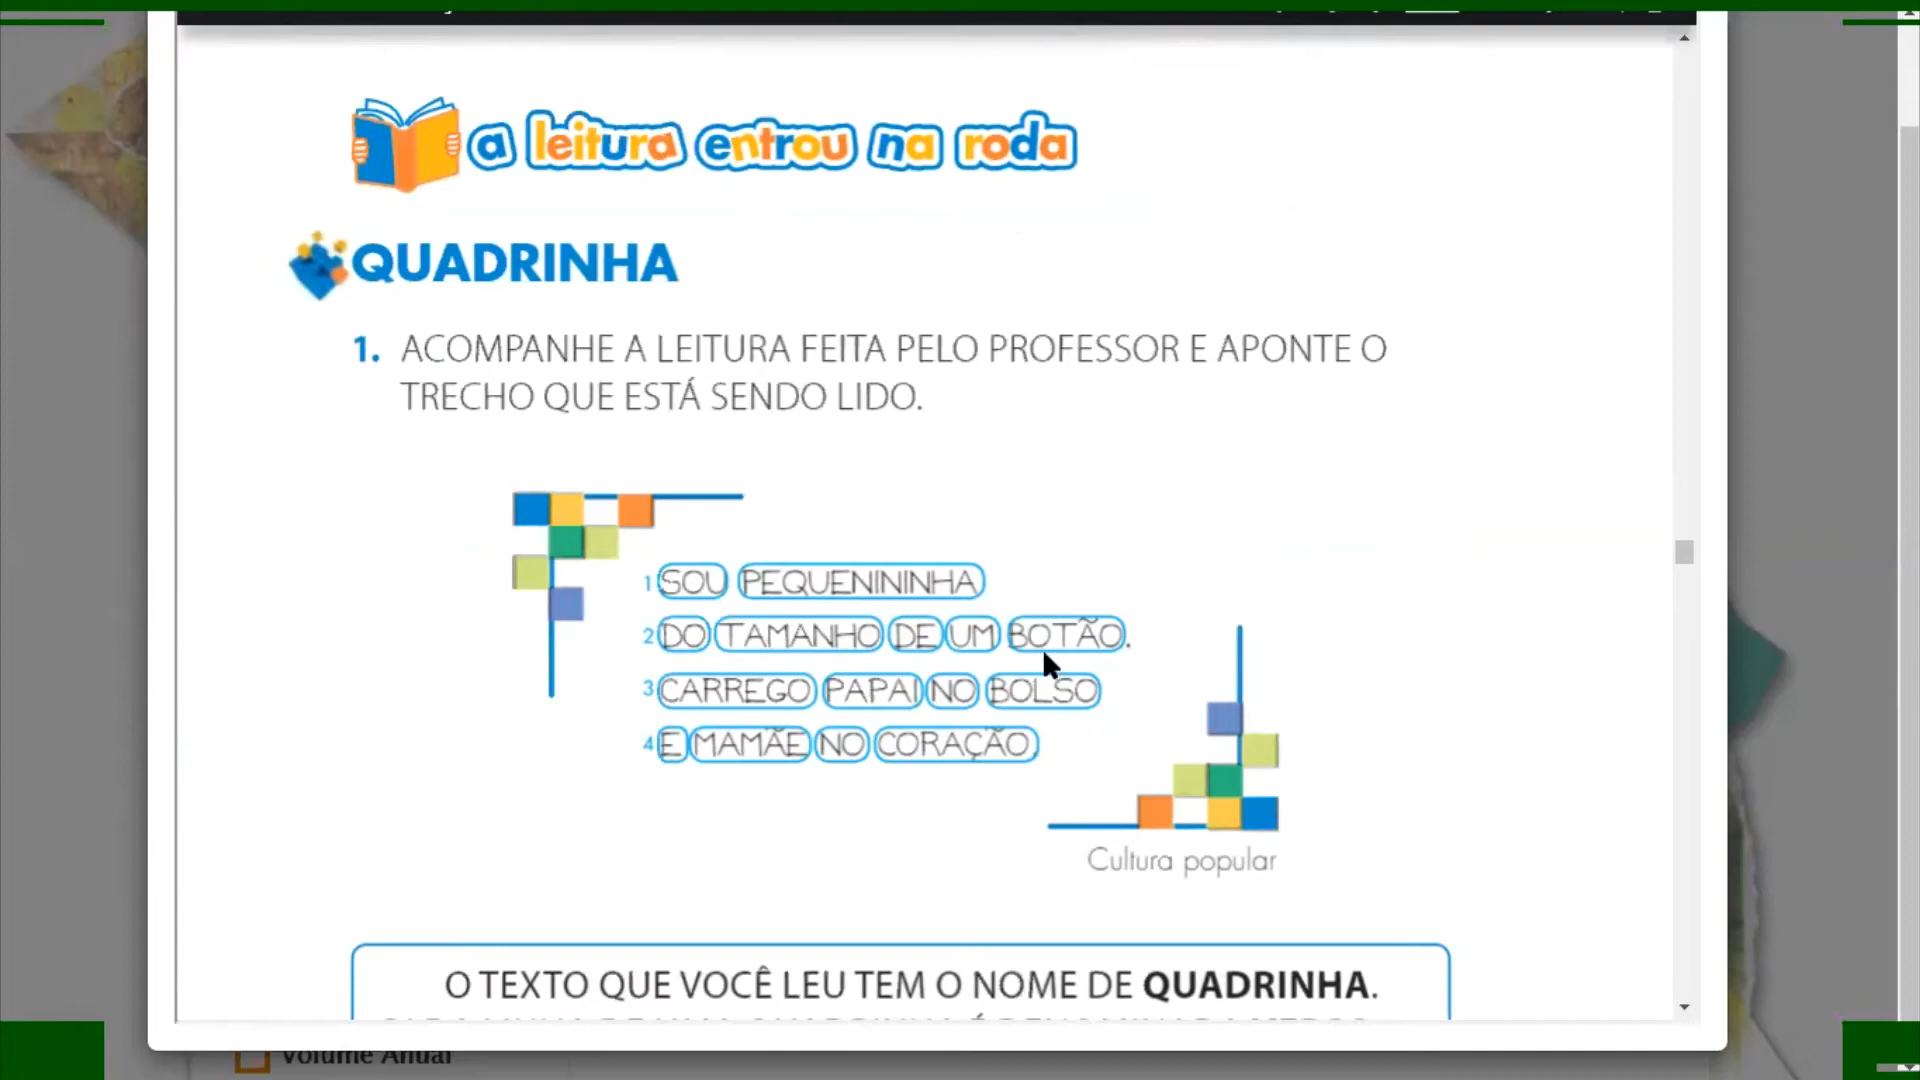 a leitura entrou na roda
QUADRINHA
1. ACOMPANHE A LEITURA FEITA PELO PROFESSOR E APONTE O
TRECHO QUE ESTÁ SENDO LIDO.
1 SOU PEQUENININHA
2 DO TAMANHO DE UM BOTÃO.
3 CARREGO PAPAI NO BOLSO
4 E MAMÃE NO CORAÇÃO.
Cultura popular
O TEXTO QUE VOCÊ LEU TEM O NOME DE QUADRINHA.
Volume Anual